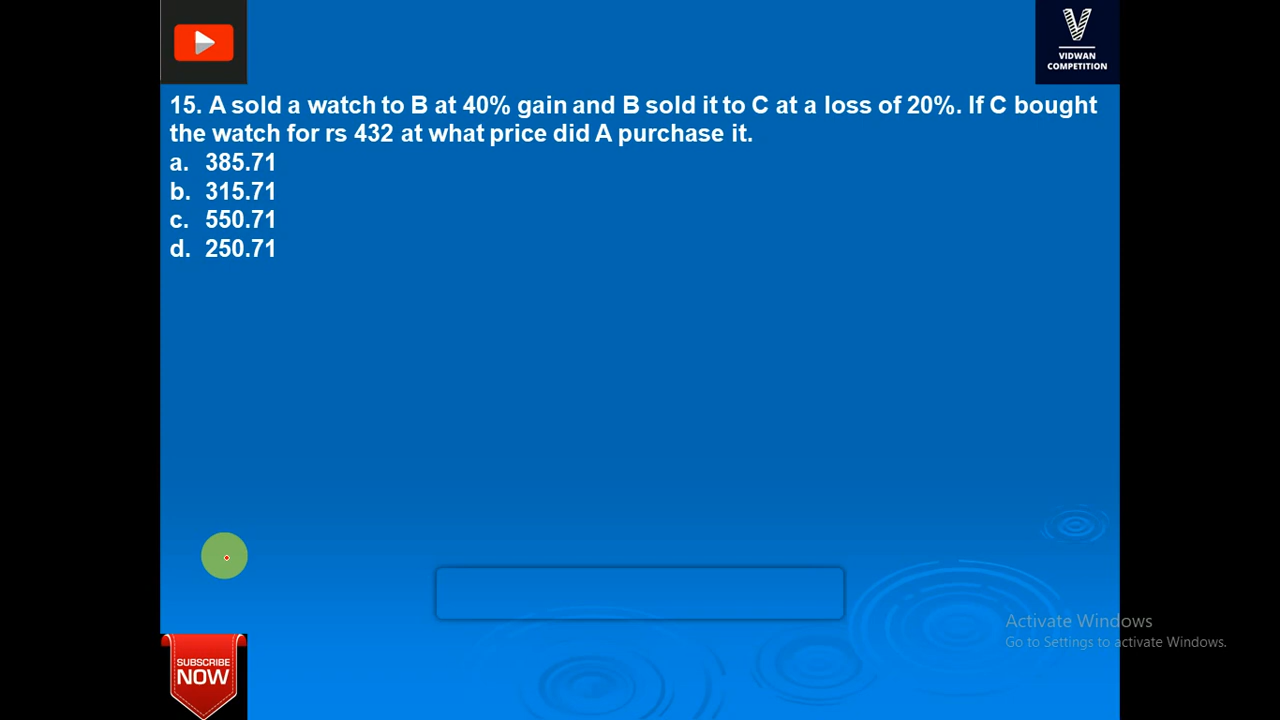 VIDWAN
COMPETITION
15. A sold a watch to B at 40% gain and B sold it to C at a loss of 20%. If C bought
the watch for rs 432 at what price did A purchase it.
a. 385.71
b. 315.71
c. 550.71
d. 250.71
Activate Windows
Go to Settings to activate Windows.
SUBSCRIBE
NOW